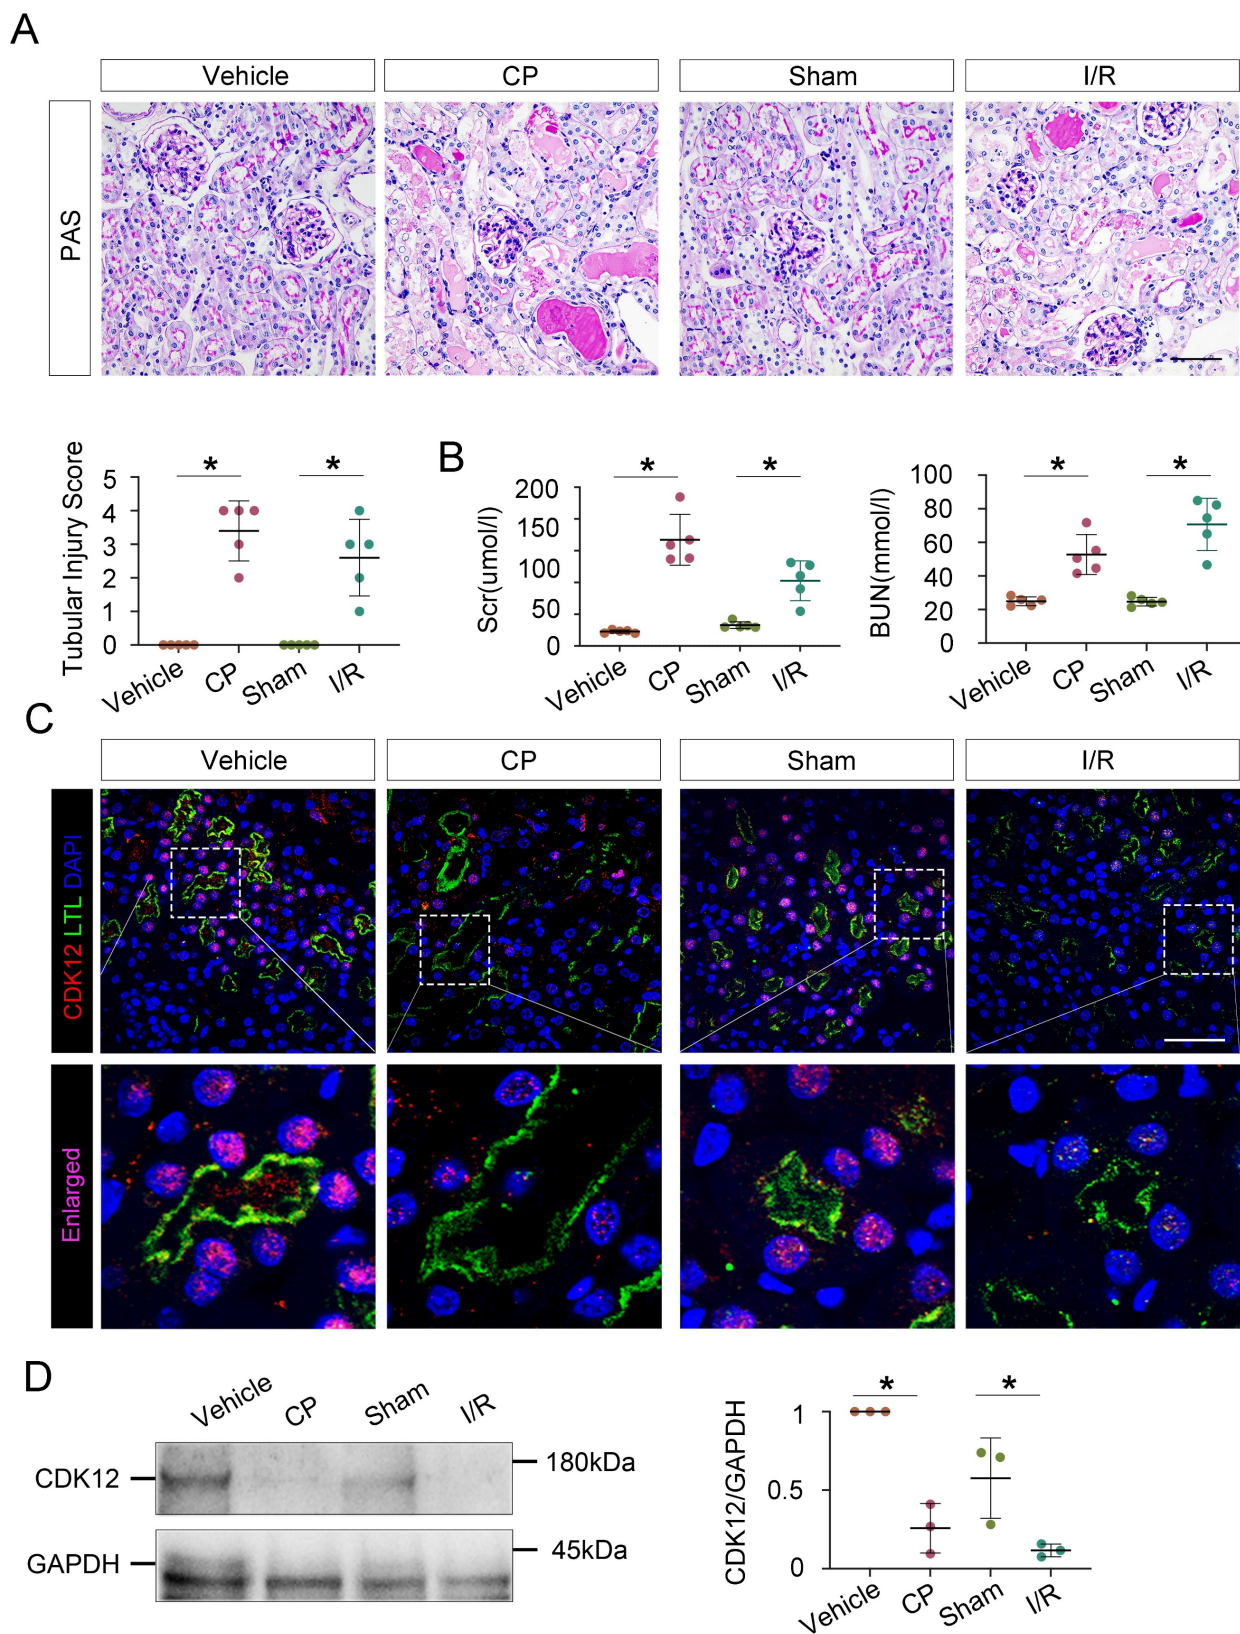 A
Vehicle
CP
Sham
I/R
PAS
Tubular Injury Score
5
4
3
2
1
0
*
*
Vehicle
CP
Sham
I/R
B
Scr(umol/l)
200
150
100
50
0
*
*
Vehicle
CP
Sham
I/R
BUN(mmol/l)
100
80
60
40
20
0
*
*
Vehicle
CP
Sham
I/R
C
Vehicle
CP
Sham
I/R
CDK12 LTL DAPI
Enlarged
D
Vehicle
CP
Sham
I/R
CDK12
180kDa
GAPDH
45kDa
CDK12/GAPDH
1
0.5
0
*
*
Vehicle
CP
Sham
I/R